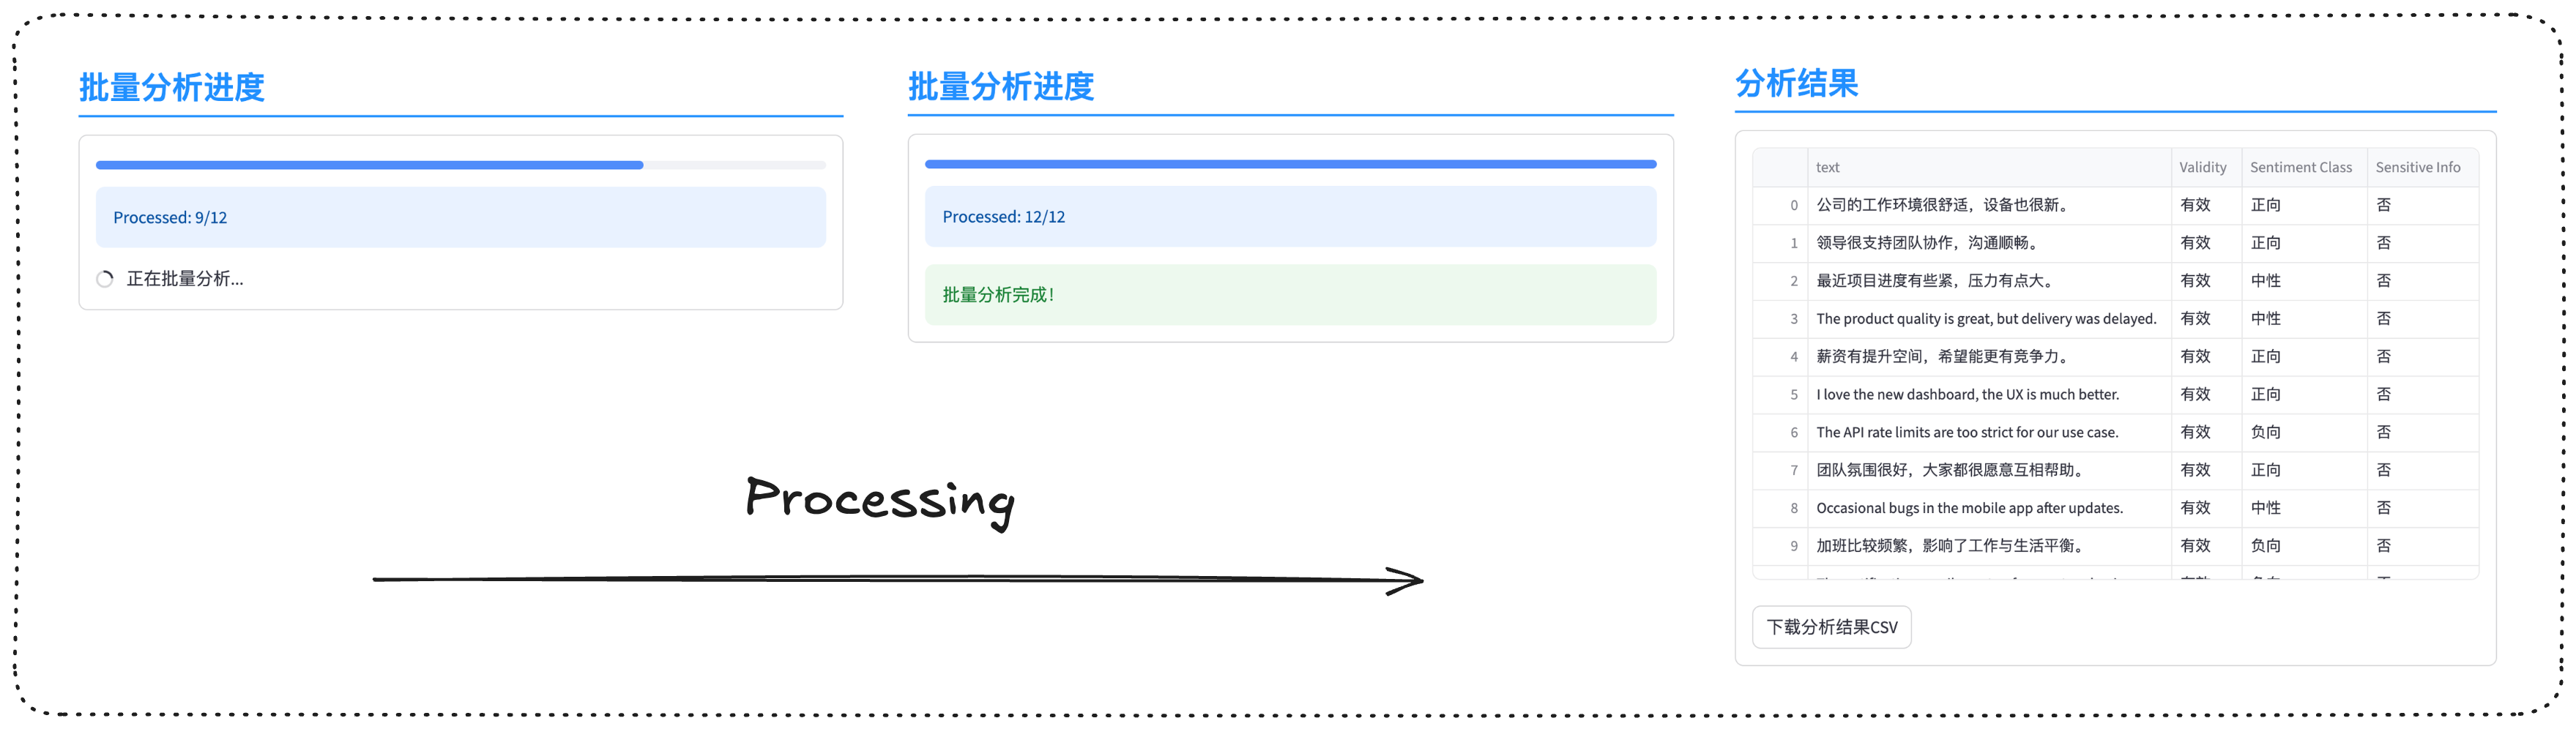 批量分析进度
Processed: 9/12
正在批量分析...
批量分析进度
Processed: 12/12
批量分析完成！
Processing
分析结果
text Validity Sentiment Class Sensitive Info
0 公司的工作环境很舒适，设备也很新。 有效 正向 否
1 领导很支持团队协作，沟通顺畅。 有效 正向 否
2 最近项目进度有些紧，压力有点大。 有效 中性 否
3 The product quality is great, but delivery was delayed. 有效 中性 否
4 薪资有提升空间，希望能更有竞争力。 有效 正向 否
5 I love the new dashboard, the UX is much better. 有效 正向 否
6 The API rate limits are too strict for our use case. 有效 负向 否
7 团队氛围很好，大家都很愿意互相帮助。 有效 正向 否
8 Occasional bugs in the mobile app after updates. 有效 中性 否
9 加班比较频繁，影响了工作与生活平衡。 有效 负向 否
下载分析结果CSV